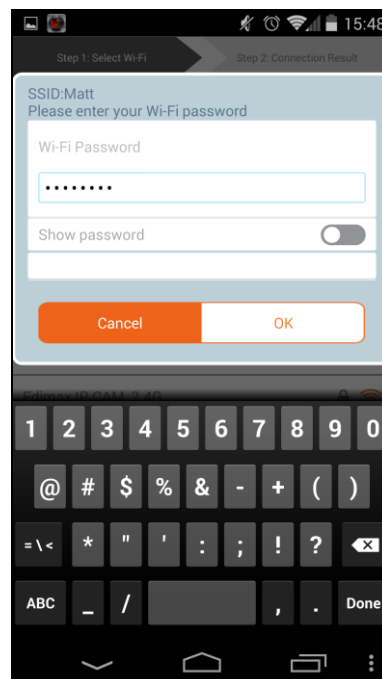 15:48
Step 1: Select Wi-Fi Step 2: Connection Result
SSID:Matt
Please enter your Wi-Fi password
Wi-Fi Password
••••••••
Show password
Cancel OK
Edimax IP CAM 2.4G
1 2 3 4 5 6 7 8 9 0
@ # $ % & - + ( )
= \ < * " ' : ; ! ?
ABC _ / , . Done